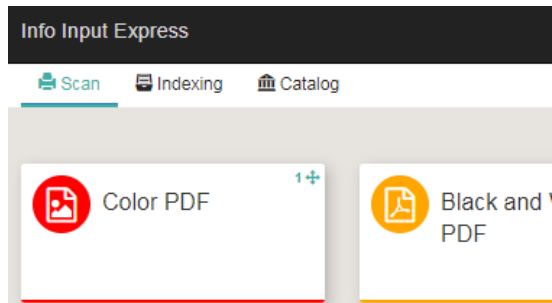 Info Input Express
Scan Indexing Catalog
1
Color PDF
Black and
PDF